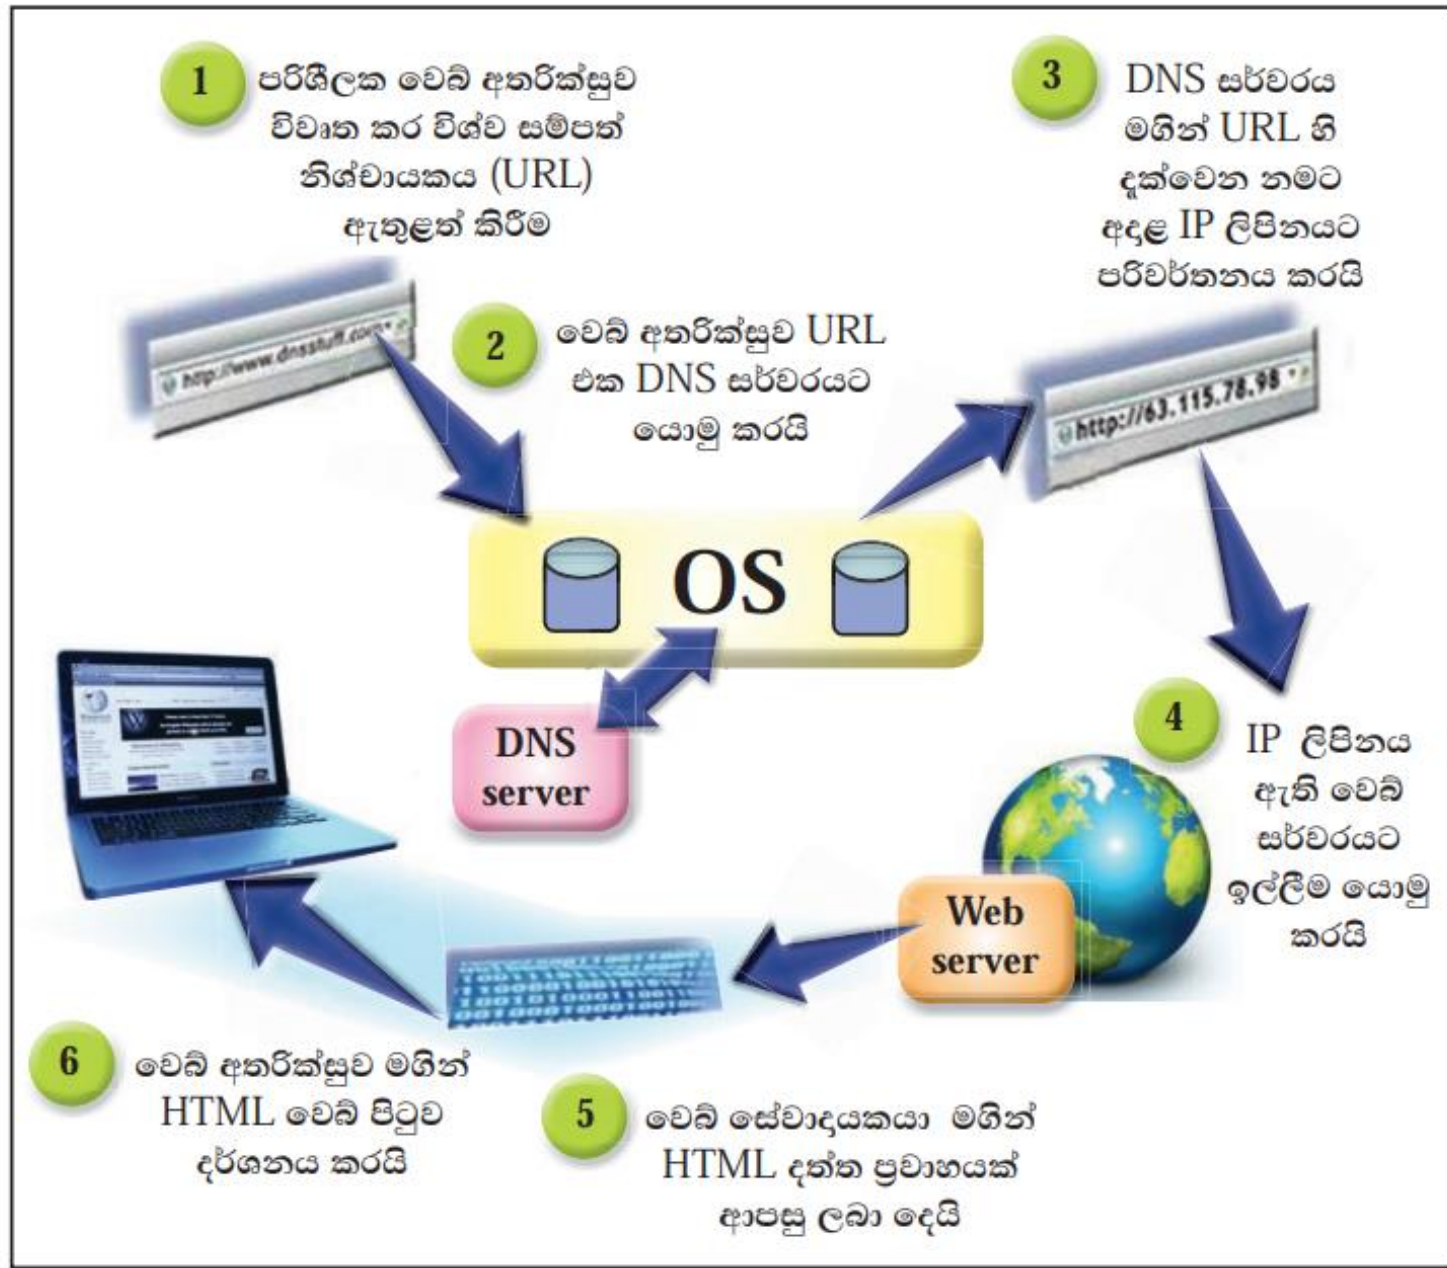 1
පරිශීලක වෙබ් අතරික්සුව
විවෘත කර විශ්ව සම්පත්
නිශ්චායකය (URL)
ඇතුළත් කිරීම
http://www.dnsstuff.com
2
වෙබ් අතරික්සුව URL
එක DNS සර්වරයට
යොමු කරයි
3
DNS සර්වරය
මගින් URL හි
දැක්වෙන නමට
අදාළ IP ලිපිනයට
පරිවර්තනය කරයි
http://63.115.78.98
OS
DNS
server
4
IP ලිපිනය
ඇති වෙබ්
සර්වරයට
ඉල්ලීම යොමු
කරයි
Web
server
5
වෙබ් සේවාදායකයා මගින්
HTML දත්ත ප්‍රවාහයක්
ආපසු ලබා දෙයි
6
වෙබ් අතරික්සුව මගින්
HTML වෙබ් පිටුව
දර්ශනය කරයි